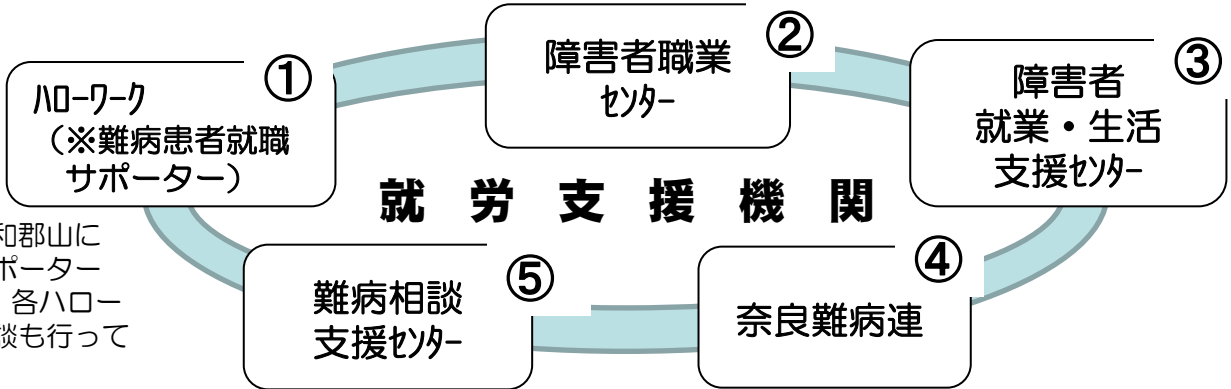 ①
ﾊﾛｰﾜｰｸ
（※難病患者就職
サポーター）
②
障害者職業
ｾﾝﾀｰ
③
障害者
就業・生活
支援ｾﾝﾀｰ
就労支援機関
和郡山に
ポーター
各ハロー
談も行って
⑤
難病相談
支援ｾﾝﾀｰ
④
奈良難病連